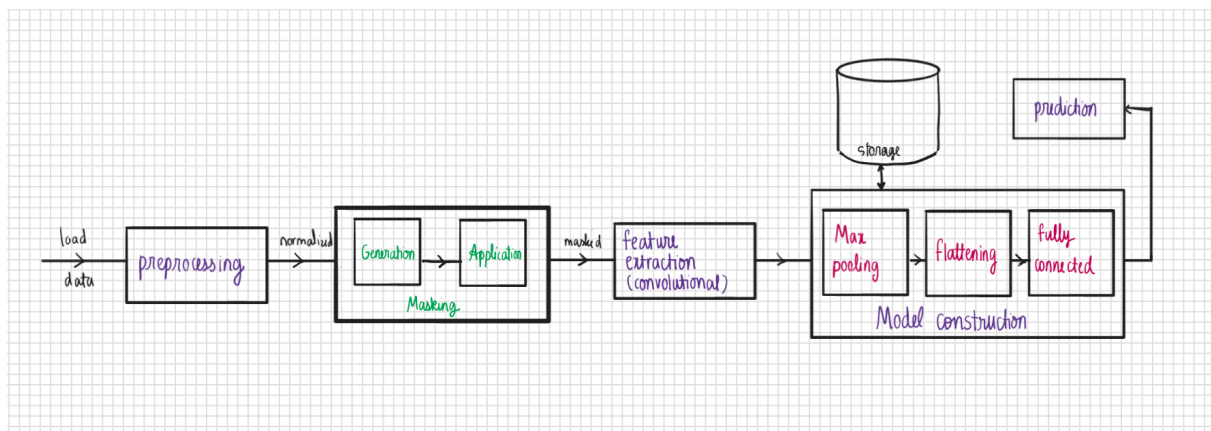 load
data
preprocessing
normalized
Generation
Application
Masking
masked
feature
extraction
(convolutional)
storage
Max
pooling
flattening
fully
connected
Model construction
prediction